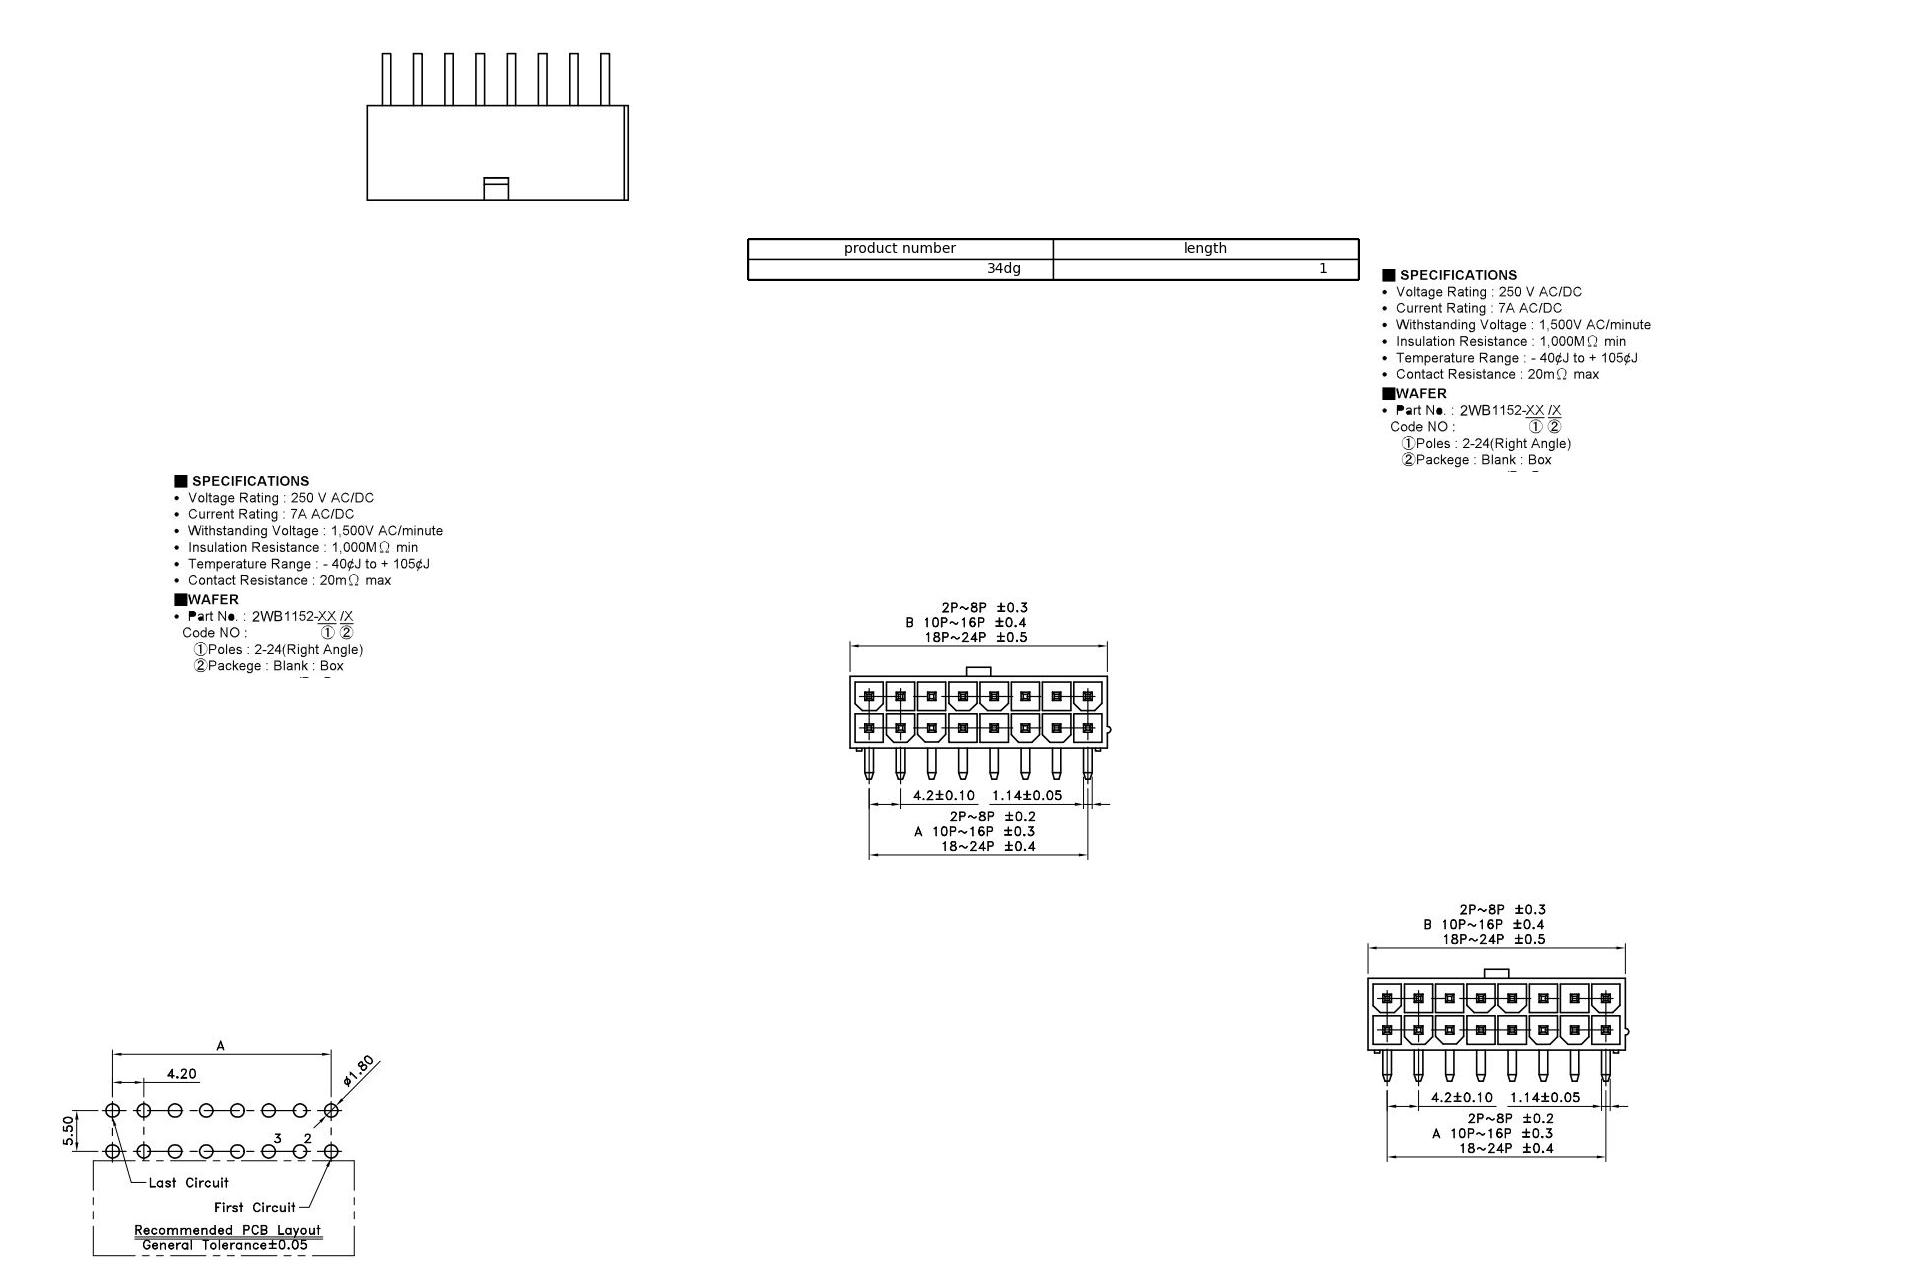 product number length
34dg 1
■ SPECIFICATIONS
• Voltage Rating : 250 V AC/DC
• Current Rating : 7A AC/DC
• Withstanding Voltage : 1,500V AC/minute
• Insulation Resistance : 1,000MΩ min
• Temperature Range : - 40¢J to + 105¢J
• Contact Resistance : 20mΩ max
■WAFER
• Part No. : 2WB1152-XX /X
Code NO : ① ②
①Poles : 2-24(Right Angle)
②Packege : Blank : Box
■ SPECIFICATIONS
• Voltage Rating : 250 V AC/DC
• Current Rating : 7A AC/DC
• Withstanding Voltage : 1,500V AC/minute
• Insulation Resistance : 1,000MΩ min
• Temperature Range : - 40¢J to + 105¢J
• Contact Resistance : 20mΩ max
■WAFER
• Part No. : 2WB1152-XX /X
Code NO : ① ②
①Poles : 2-24(Right Angle)
②Packege : Blank : Box
2P~8P ±0.3
B 10P~16P ±0.4
18P~24P ±0.5
4.2±0.10 1.14±0.05
2P~8P ±0.2
A 10P~16P ±0.3
18~24P ±0.4
2P~8P ±0.3
B 10P~16P ±0.4
18P~24P ±0.5
4.2±0.10 1.14±0.05
2P~8P ±0.2
A 10P~16P ±0.3
18~24P ±0.4
A
4.20
ø1.80
5.50
3 2
Last Circuit
First Circuit
Recommended PCB Layout
General Tolerance±0.05